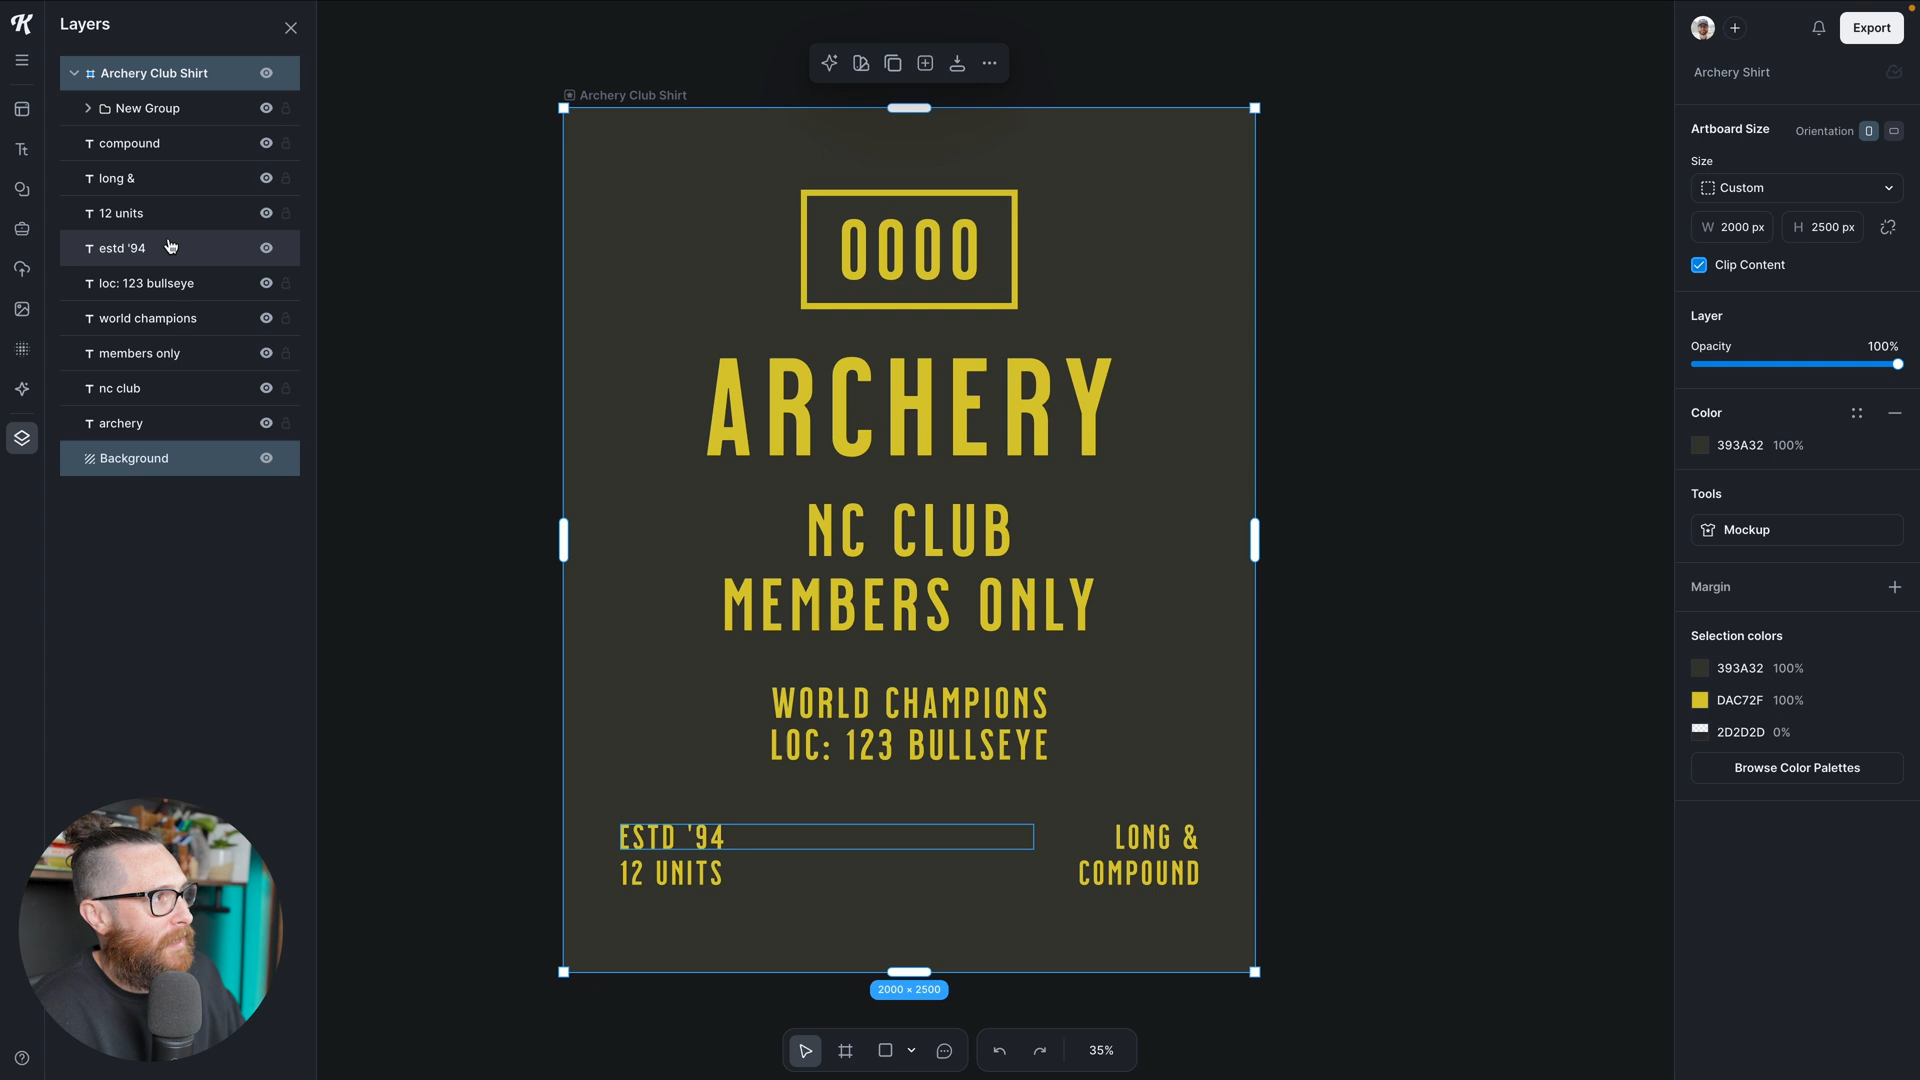 Layers
Archery Club Shirt
New Group
compound
long &
12 units
estd '94
loc: 123 bullseye
world champions
members only
nc club
archery
Background
Archery Club Shirt
0000
ARCHERY
NC CLUB
MEMBERS ONLY
WORLD CHAMPIONS
LOC: 123 BULLSEYE
ESTD '94
12 UNITS
LONG &
COMPOUND
2000 × 2500
35%
Export
Archery Shirt
Artboard Size
Orientation
Size
Custom
W 2000 px
H 2500 px
Clip Content
Layer
Opacity 100%
Color
393A32 100%
Tools
Mockup
Margin
Selection colors
393A32 100%
DAC72F 100%
2D2D2D 0%
Browse Color Palettes